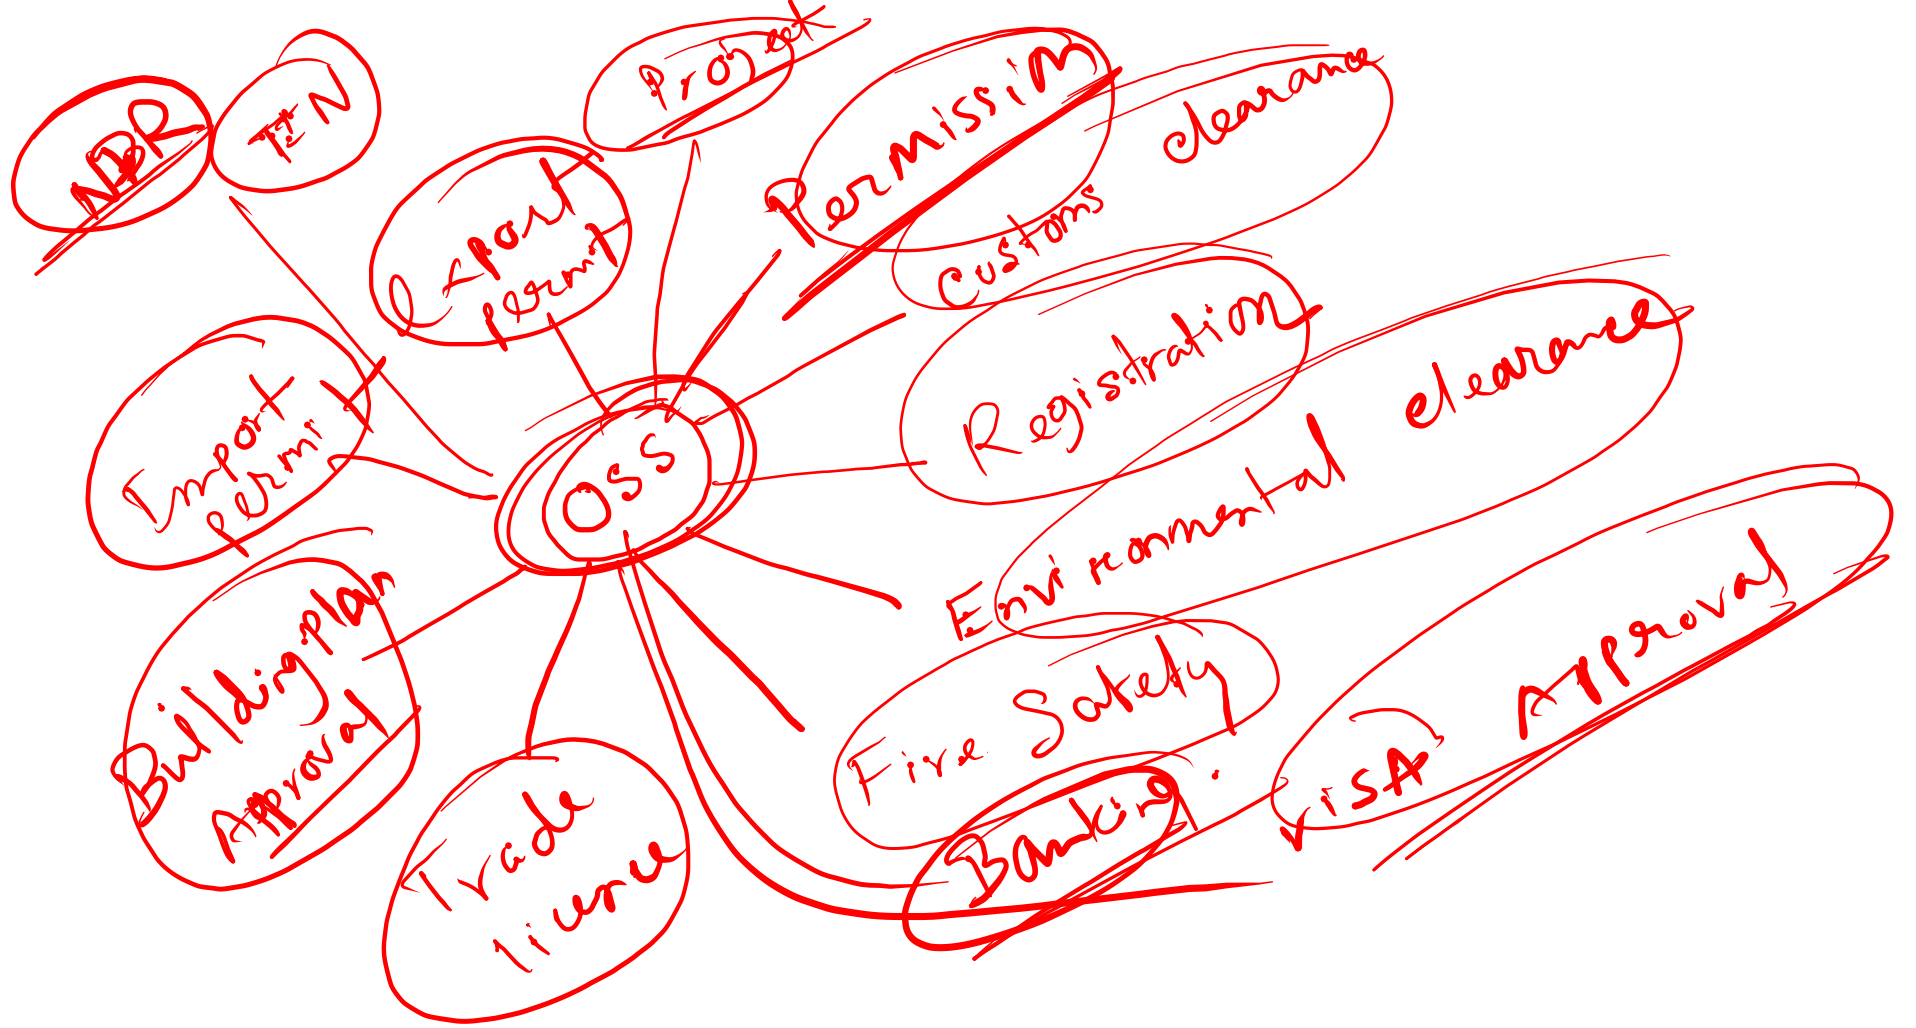 NBR
TIN
Project
Permission
Customs clearance
Export
permit
Registration
Import
permit
OSS
Environmental clearance
Building plan
Approval
Fire Safety
Visa Approval
Trade
licence
Banking